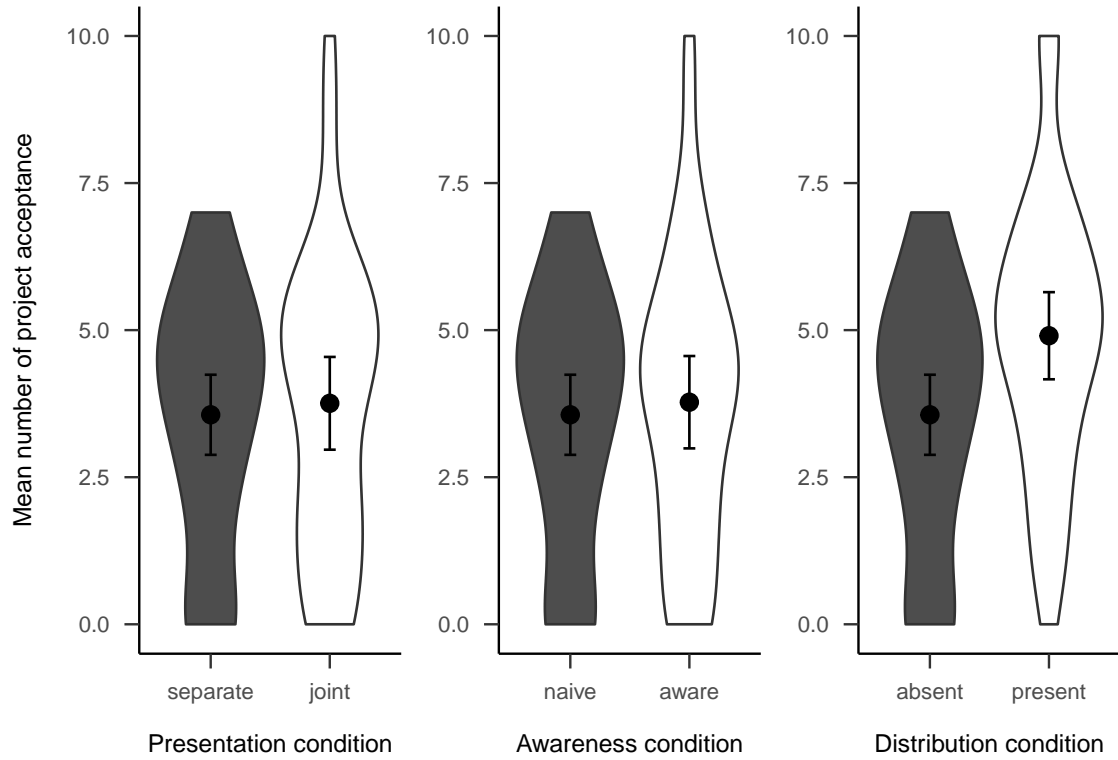 Mean number of project acceptance
10.0
7.5
5.0
2.5
0.0
separate
joint
Presentation condition
10.0
7.5
5.0
2.5
0.0
naive
aware
Awareness condition
10.0
7.5
5.0
2.5
0.0
absent
present
Distribution condition